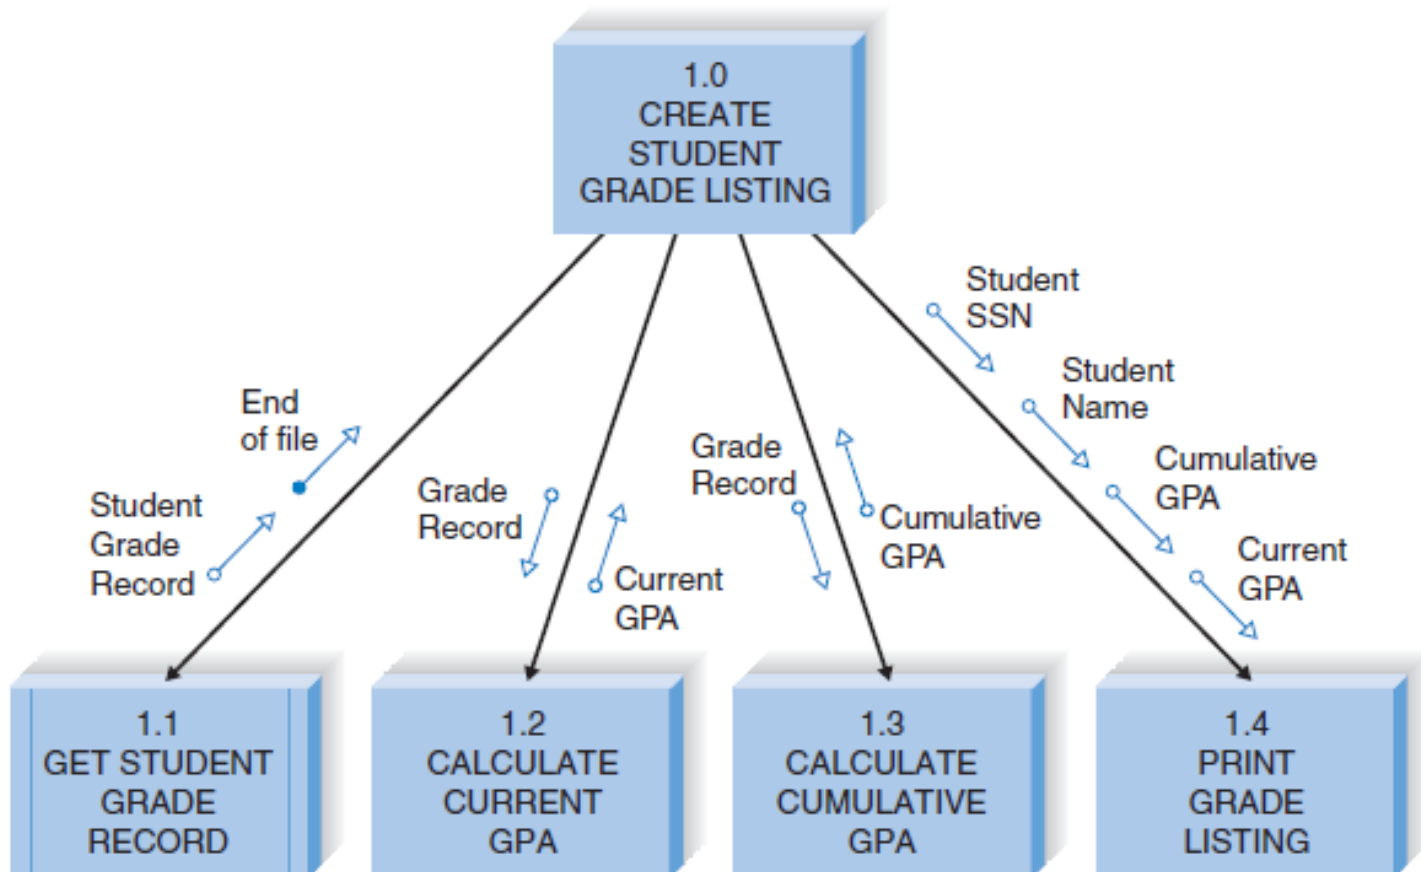 1.0
CREATE
STUDENT
GRADE LISTING
Student
SSN
Student
Name
Cumulative
GPA
Current
GPA
End
of file
Student
Grade
Record
Grade
Record
Current
GPA
Grade
Record
Cumulative
GPA
1.1
GET STUDENT
GRADE
RECORD
1.2
CALCULATE
CURRENT
GPA
1.3
CALCULATE
CUMULATIVE
GPA
1.4
PRINT
GRADE
LISTING